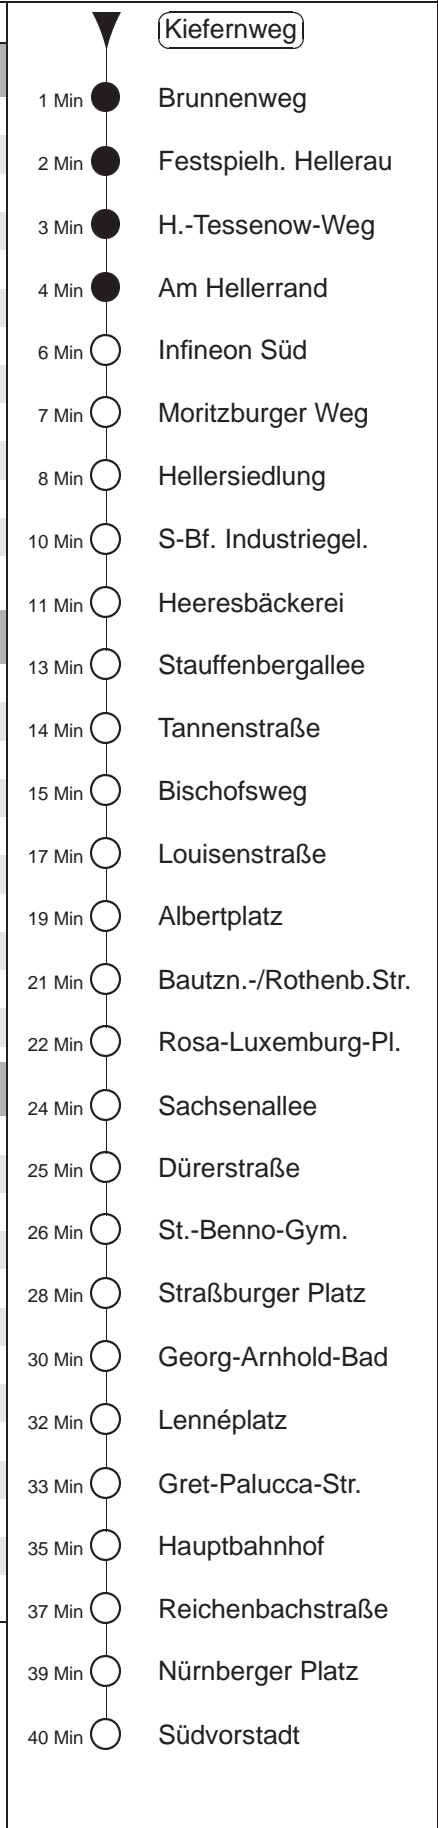 Kiefernweg
1 Min Brunnenweg
2 Min Festspielh. Hellerau
3 Min H.-Tessenow-Weg
4 Min Am Hellerrand
6 Min Infineon Süd
7 Min Moritzburger Weg
8 Min Hellersiedlung
10 Min S-Bf. Industriegel.
11 Min Heeresbäckerei
13 Min Stauffenbergallee
14 Min Tannenstraße
15 Min Bischofsweg
17 Min Louisenstraße
19 Min Albertplatz
21 Min Bautzn.-/Rothenb.Str.
22 Min Rosa-Luxemburg-Pl.
24 Min Sachsenallee
25 Min Dürerstraße
26 Min St.-Benno-Gym.
28 Min Straßburger Platz
30 Min Georg-Arnhold-Bad
32 Min Lennéplatz
33 Min Gret-Palucca-Str.
35 Min Hauptbahnhof
37 Min Reichenbachstraße
39 Min Nürnberger Platz
40 Min Südvorstadt